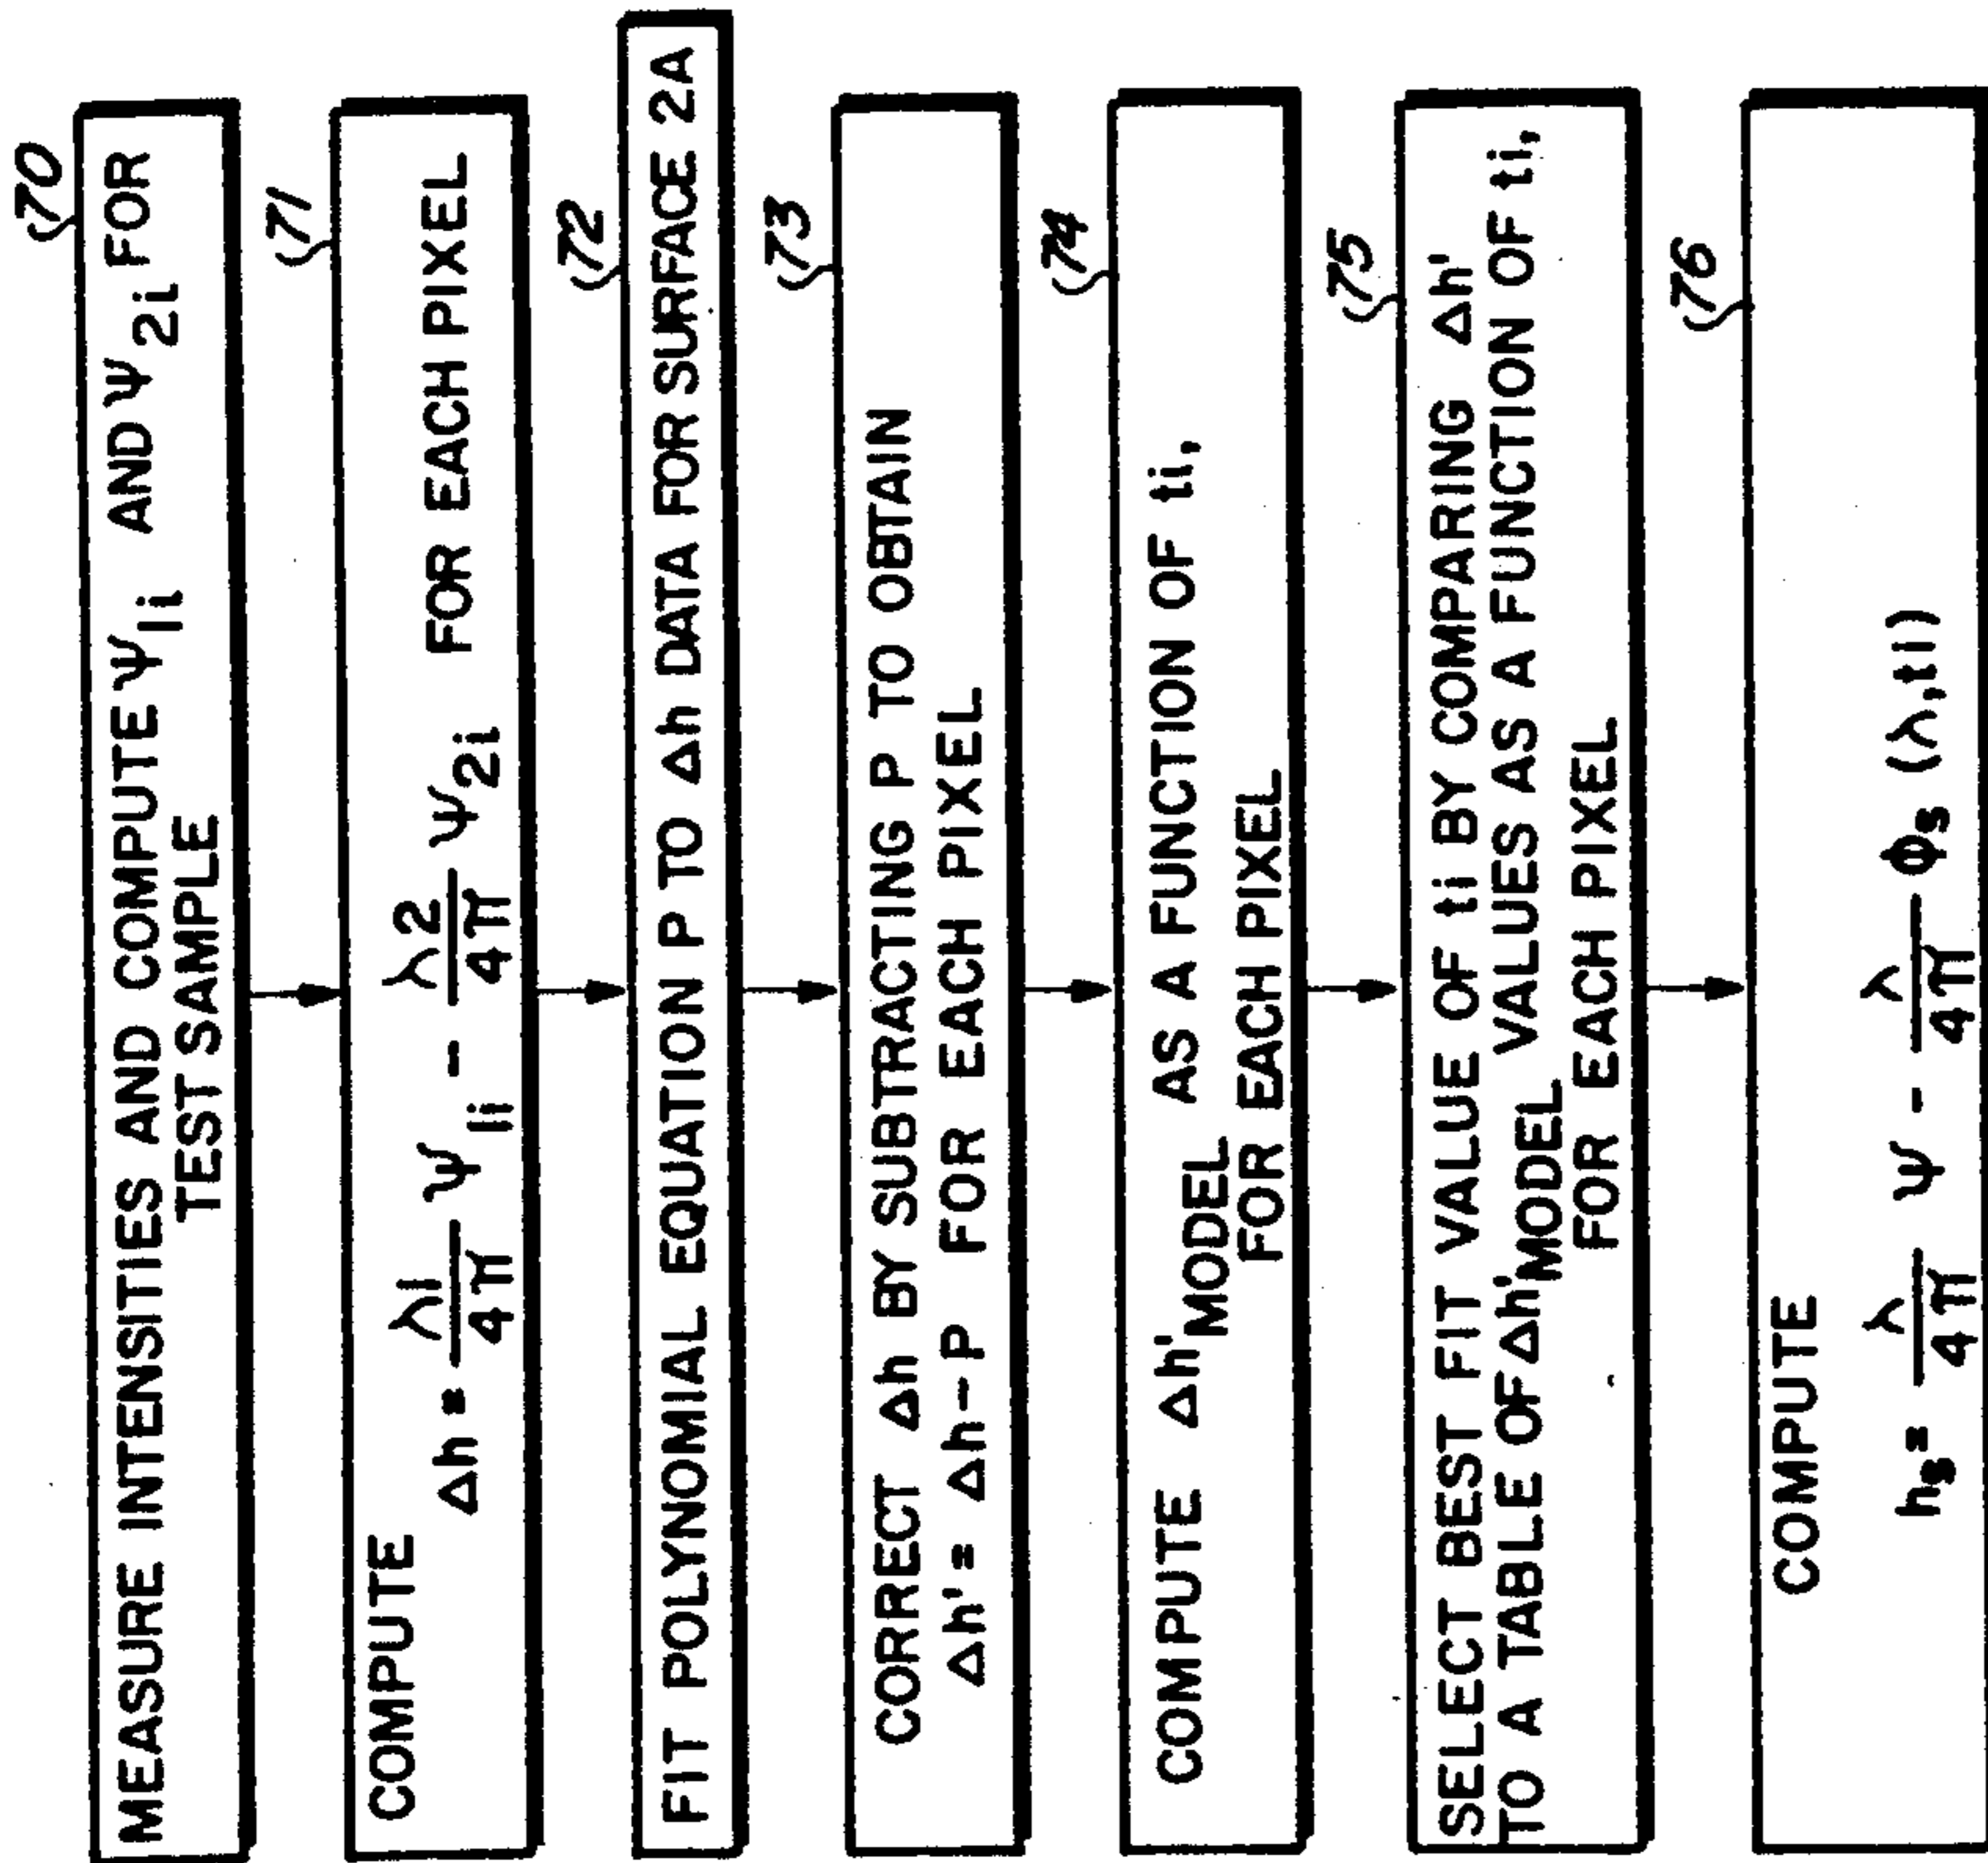 70
MEASURE INTENSITIES AND COMPUTE Ψ1i AND Ψ2i FOR
TEST SAMPLE
71
COMPUTE
Δh = λ1/4π Ψ1i - λ2/4π Ψ2i FOR EACH PIXEL
72
FIT POLYNOMIAL EQUATION P TO Δh DATA FOR SURFACE 2A
73
CORRECT Δh BY SUBTRACTING P TO OBTAIN
Δh' = Δh-P FOR EACH PIXEL
74
COMPUTE Δh'MODEL AS A FUNCTION OF ti,
FOR EACH PIXEL
75
SELECT BEST FIT VALUE OF ti BY COMPARING Δh'
TO A TABLE OF Δh'MODEL VALUES AS A FUNCTION OF ti,
FOR EACH PIXEL
76
COMPUTE
hs = λ/4π Ψ - λ/4π Φs (λ,ti)